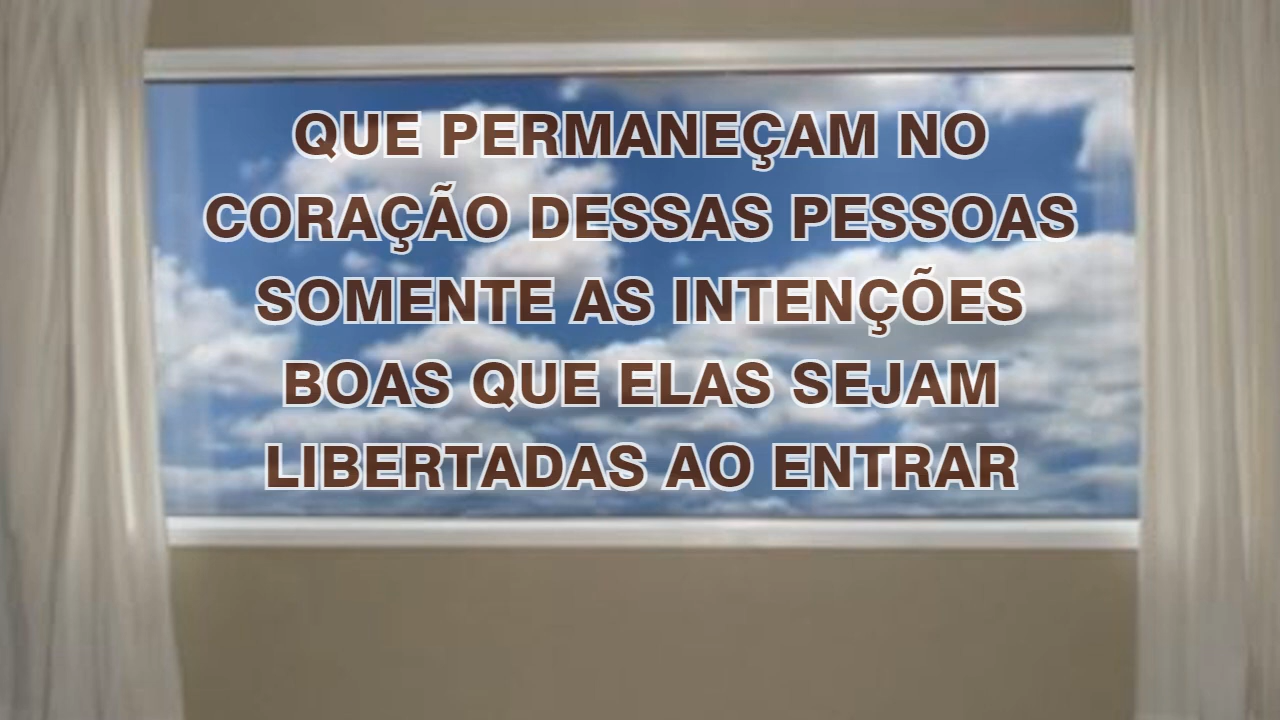 QUE PERMANEÇAM NO
CORAÇÃO DESSAS PESSOAS
SOMENTE AS INTENÇÕES
BOAS QUE ELAS SEJAM
LIBERTADAS AO ENTRAR